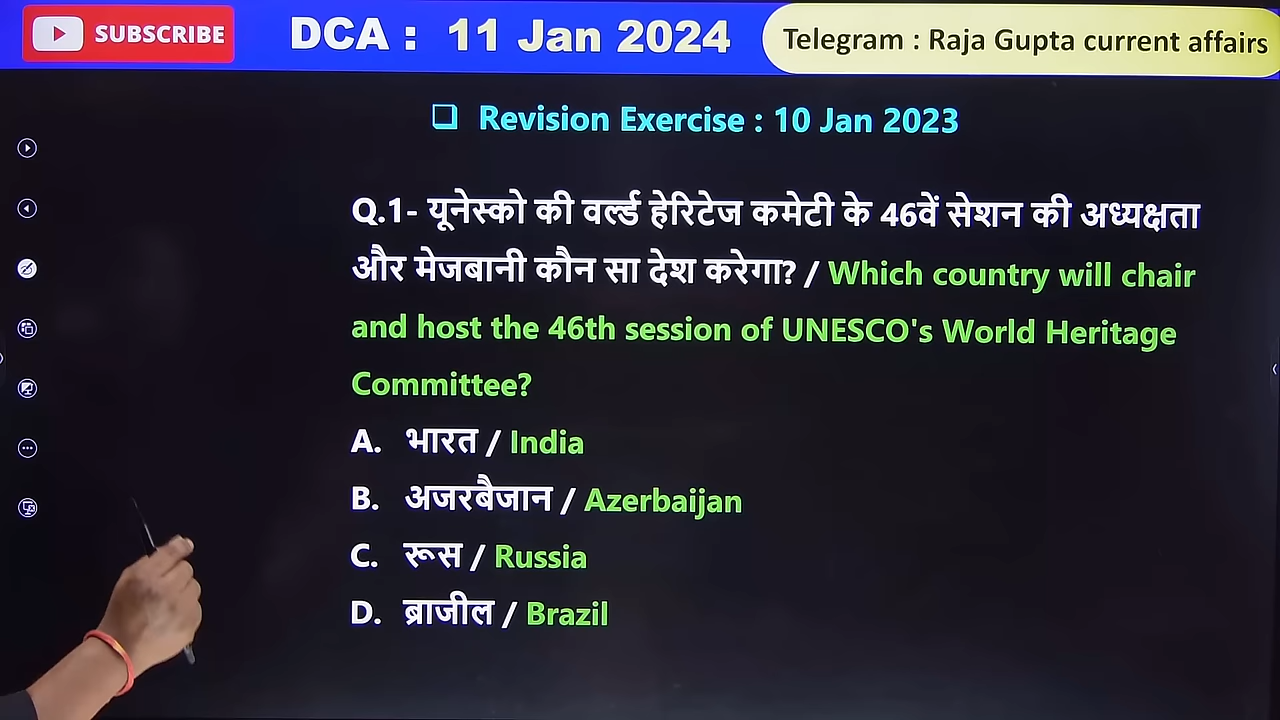 SUBSCRIBE
DCA : 11 Jan 2024
Telegram : Raja Gupta current affairs
Revision Exercise : 10 Jan 2023
Q.1- यूनेस्को की वर्ल्ड हेरिटेज कमेटी के 46वें सेशन की अध्यक्षता
और मेजबानी कौन सा देश करेगा? / Which country will chair
and host the 46th session of UNESCO's World Heritage
Committee?
A. भारत / India
B. अजरबैजान / Azerbaijan
C. रूस / Russia
D. ब्राजील / Brazil